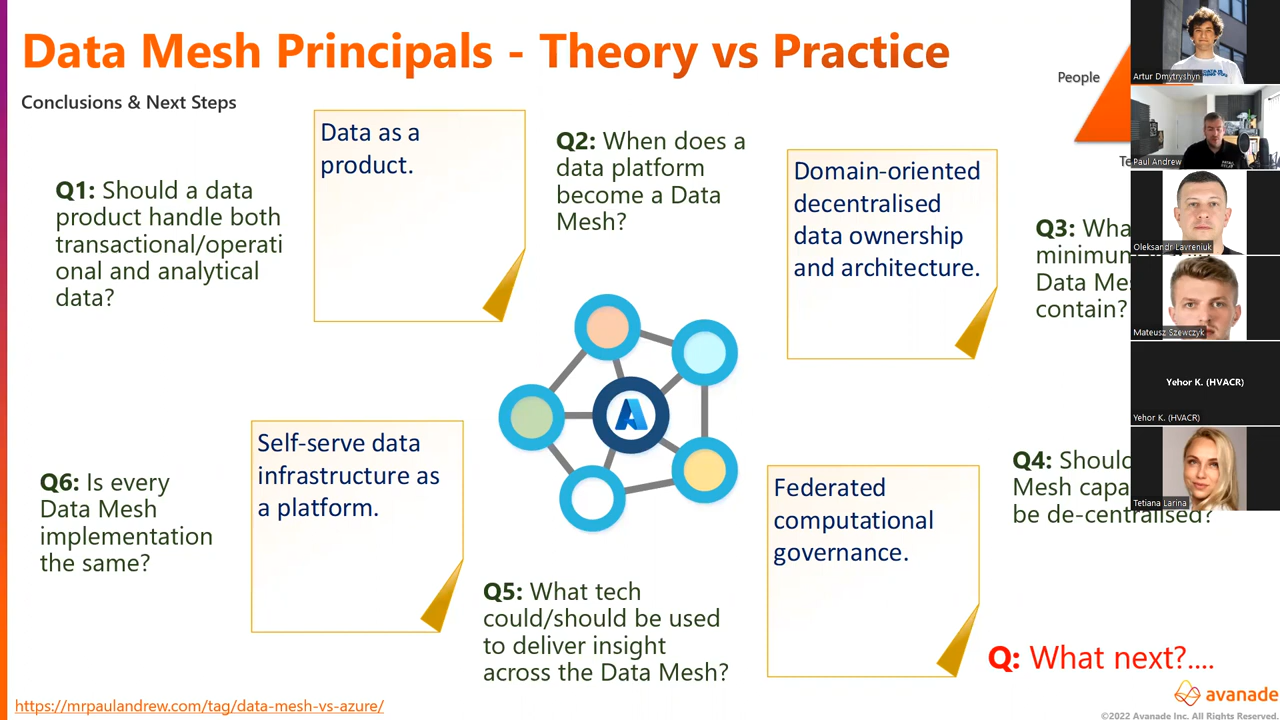 Data Mesh Principals - Theory vs Practice
Conclusions & Next Steps
People
Q1: Should a data
product handle both
transactional/operati
onal and analytical
data?
Data as a
product.
Q2: When does a
data platform
become a Data
Mesh?
Domain-oriented
decentralised
data ownership
and architecture.
Q3:
minimum
Data
contain?
Q6: Is every
Data Mesh
implementation
the same?
Self-serve data
infrastructure as
a platform.
Q5: What tech
could/should be used
to deliver insight
across the Data Mesh?
Federated
computational
governance.
Q4: Should
Mesh
be de-centralised?
Q: What next?....
https://mrpaulandrew.com/tag/data-mesh-vs-azure/
avanade
©2022 Avanade Inc. All Rights Reserved.
Artur Dmytryshyn
Paul Andrew
Oleksandr Lavreniuk
Mateusz Szewczyk
Yehor K. (HVACR)
Yehor K. (HVACR)
Tetiana Larina